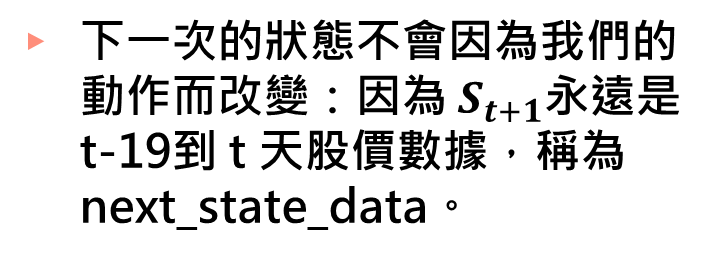 下一次的狀態不會因為我們的
動作而改變：因為 S_{t+1}永遠是
t-19到 t 天股價數據，稱為
next_state_data。